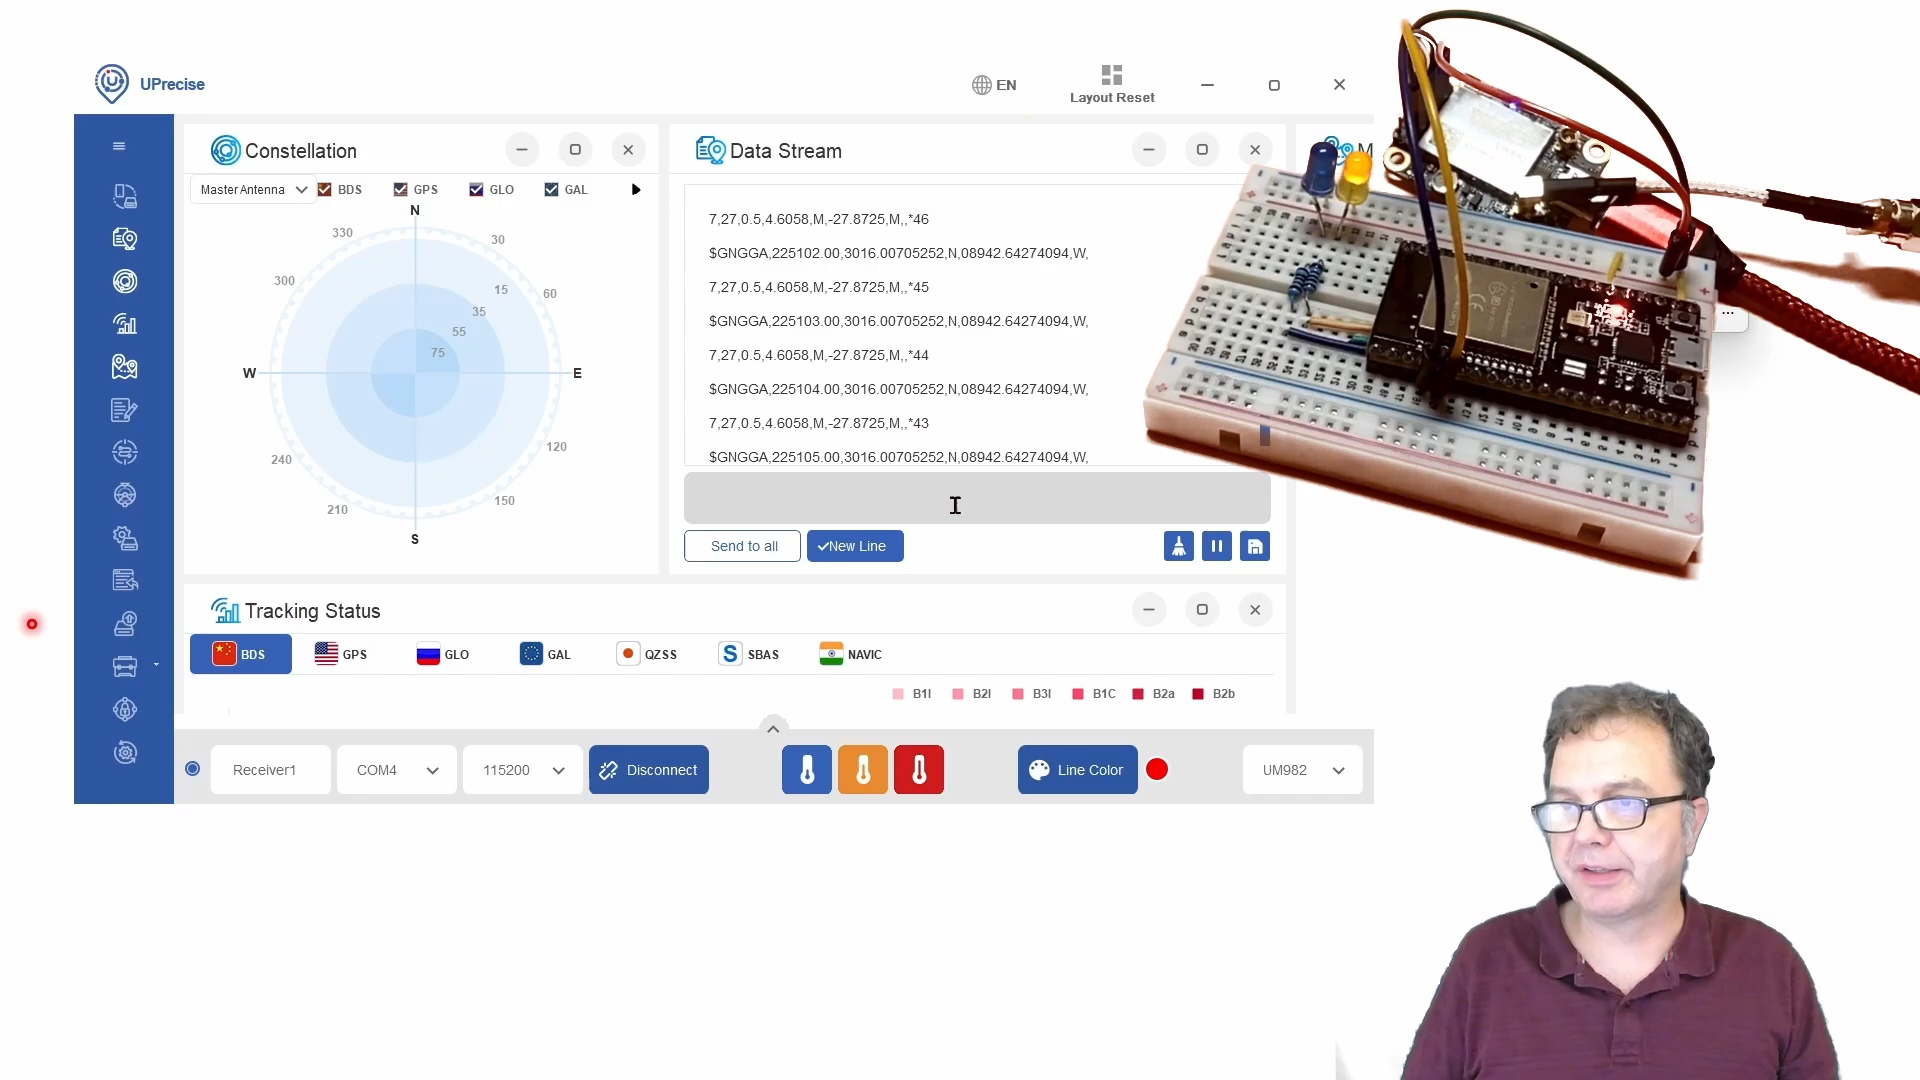 UPrecise
EN
Layout Reset
Constellation
Master Antenna
BDS
GPS
GLO
GAL
N
330
30
300
15
60
35
55
75
W
E
240
120
210
150
S
Data Stream
7,27,0.5,4.6058,M,-27.8725,M,,*46
$GNGGA,225102.00,3016.00705252,N,08942.64274094,W,
7,27,0.5,4.6058,M,-27.8725,M,,*45
$GNGGA,225103.00,3016.00705252,N,08942.64274094,W,
7,27,0.5,4.6058,M,-27.8725,M,,*44
$GNGGA,225104.00,3016.00705252,N,08942.64274094,W,
7,27,0.5,4.6058,M,-27.8725,M,,*43
$GNGGA,225105.00,3016.00705252,N,08942.64274094,W,
Send to all
New Line
M
Tracking Status
BDS
GPS
GLO
GAL
QZSS
S SBAS
NAVIC
B1I
B2I
B3I
B1C
B2a
B2b
Receiver1
COM4
115200
Disconnect
Line Color
UM982